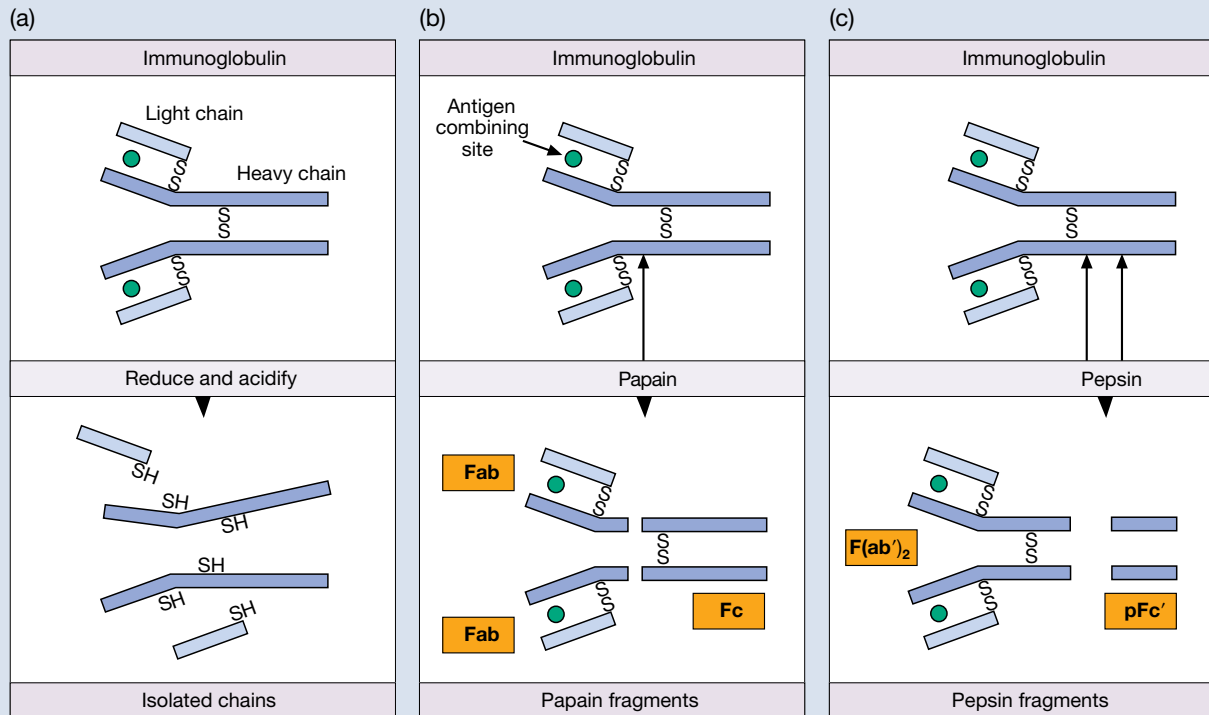 (a)
Immunoglobulin
Light chain
S
S
Heavy chain
S
S
S
S
Reduce and acidify
SH
SH
SH
SH
SH
SH
Isolated chains
(b)
Immunoglobulin
Antigen
combining
site
S
S
S
S
S
S
Papain
Fab
S
S
S
S
S
S
Fab
Fc
Papain fragments
(c)
Immunoglobulin
S
S
S
S
S
S
Pepsin
S
S
F(ab′)₂
S
S
S
S
pFc′
Pepsin fragments